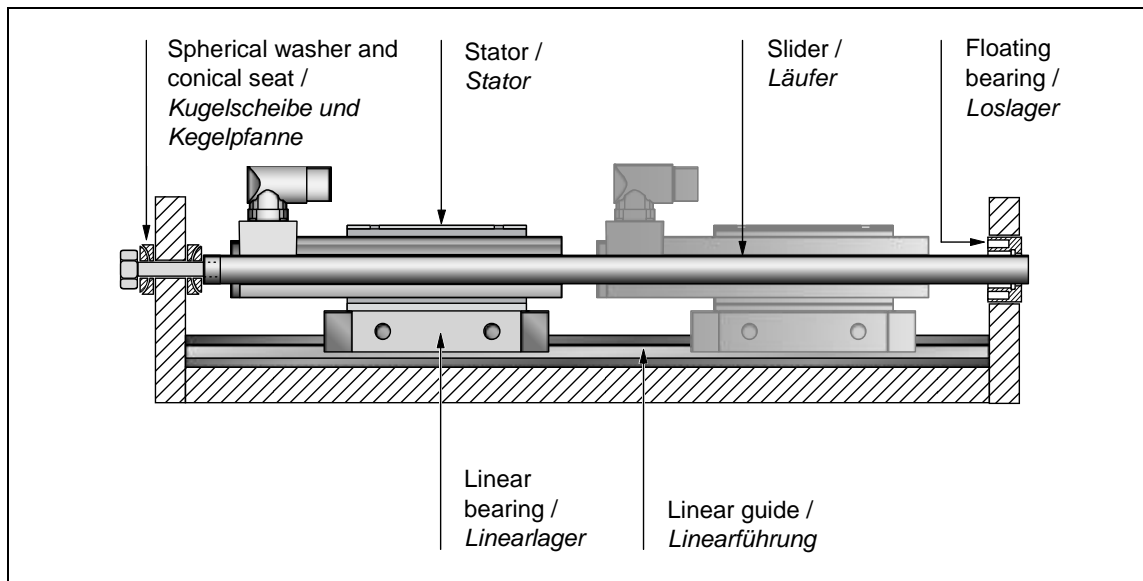 Spherical washer and
conical seat /
Kugelscheibe und
Kegelpfanne
Stator /
Stator
Slider /
Läufer
Floating
bearing /
Loslager
Linear
bearing /
Linearlager
Linear guide /
Linearführung